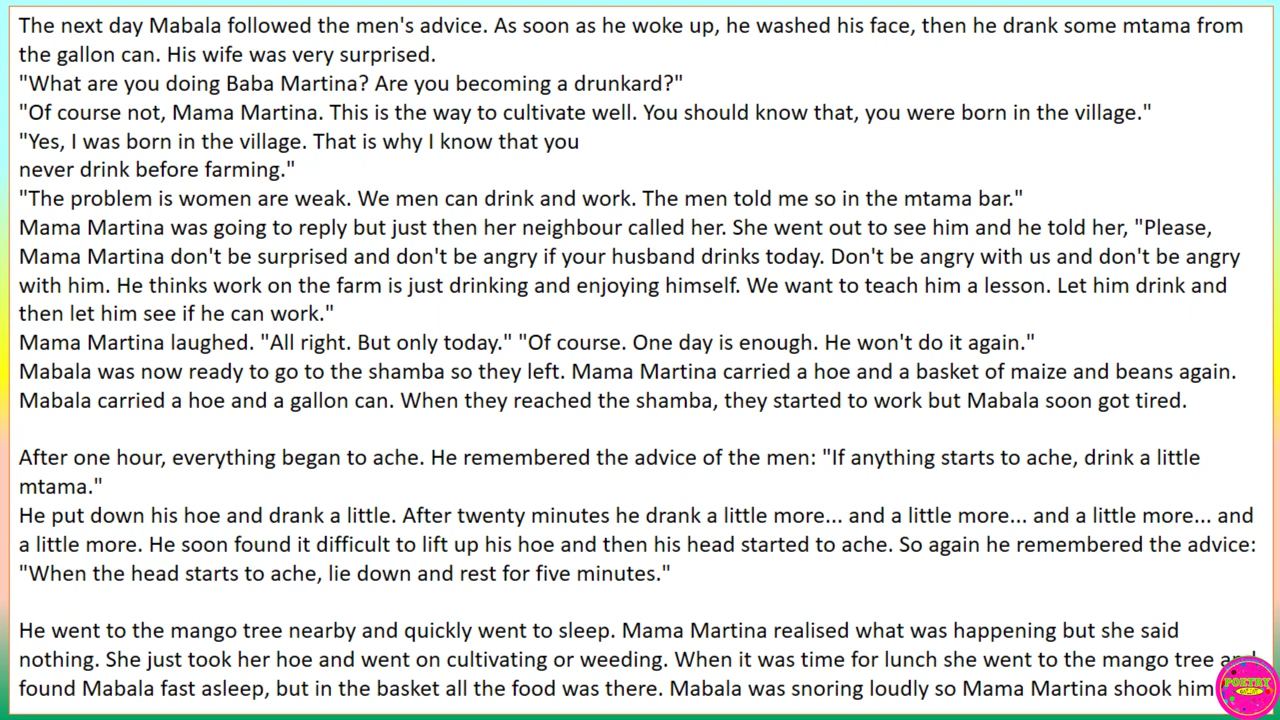 The next day Mabala followed the men's advice. As soon as he woke up, he washed his face, then he drank some mtama from
the gallon can. His wife was very surprised.
"What are you doing Baba Martina? Are you becoming a drunkard?"
"Of course not, Mama Martina. This is the way to cultivate well. You should know that, you were born in the village."
"Yes, I was born in the village. That is why I know that you
never drink before farming."
"The problem is women are weak. We men can drink and work. The men told me so in the mtama bar."
Mama Martina was going to reply but just then her neighbour called her. She went out to see him and he told her, "Please,
Mama Martina don't be surprised and don't be angry if your husband drinks today. Don't be angry with us and don't be angry
with him. He thinks work on the farm is just drinking and enjoying himself. We want to teach him a lesson. Let him drink and
then let him see if he can work."
Mama Martina laughed. "All right. But only today." "Of course. One day is enough. He won't do it again."
Mabala was now ready to go to the shamba so they left. Mama Martina carried a hoe and a basket of maize and beans again.
Mabala carried a hoe and a gallon can. When they reached the shamba, they started to work but Mabala soon got tired.
After one hour, everything began to ache. He remembered the advice of the men: "If anything starts to ache, drink a little
mtama."
He put down his hoe and drank a little. After twenty minutes he drank a little more... and a little more... and a little more... and
a little more. He soon found it difficult to lift up his hoe and then his head started to ache. So again he remembered the advice:
"When the head starts to ache, lie down and rest for five minutes."
He went to the mango tree nearby and quickly went to sleep. Mama Martina realised what was happening but she said
nothing. She just took her hoe and went on cultivating or weeding. When it was time for lunch she went to the mango tree and
found Mabala fast asleep, but in the basket all the food was there. Mabala was snoring loudly so Mama Martina shook him
POETRY